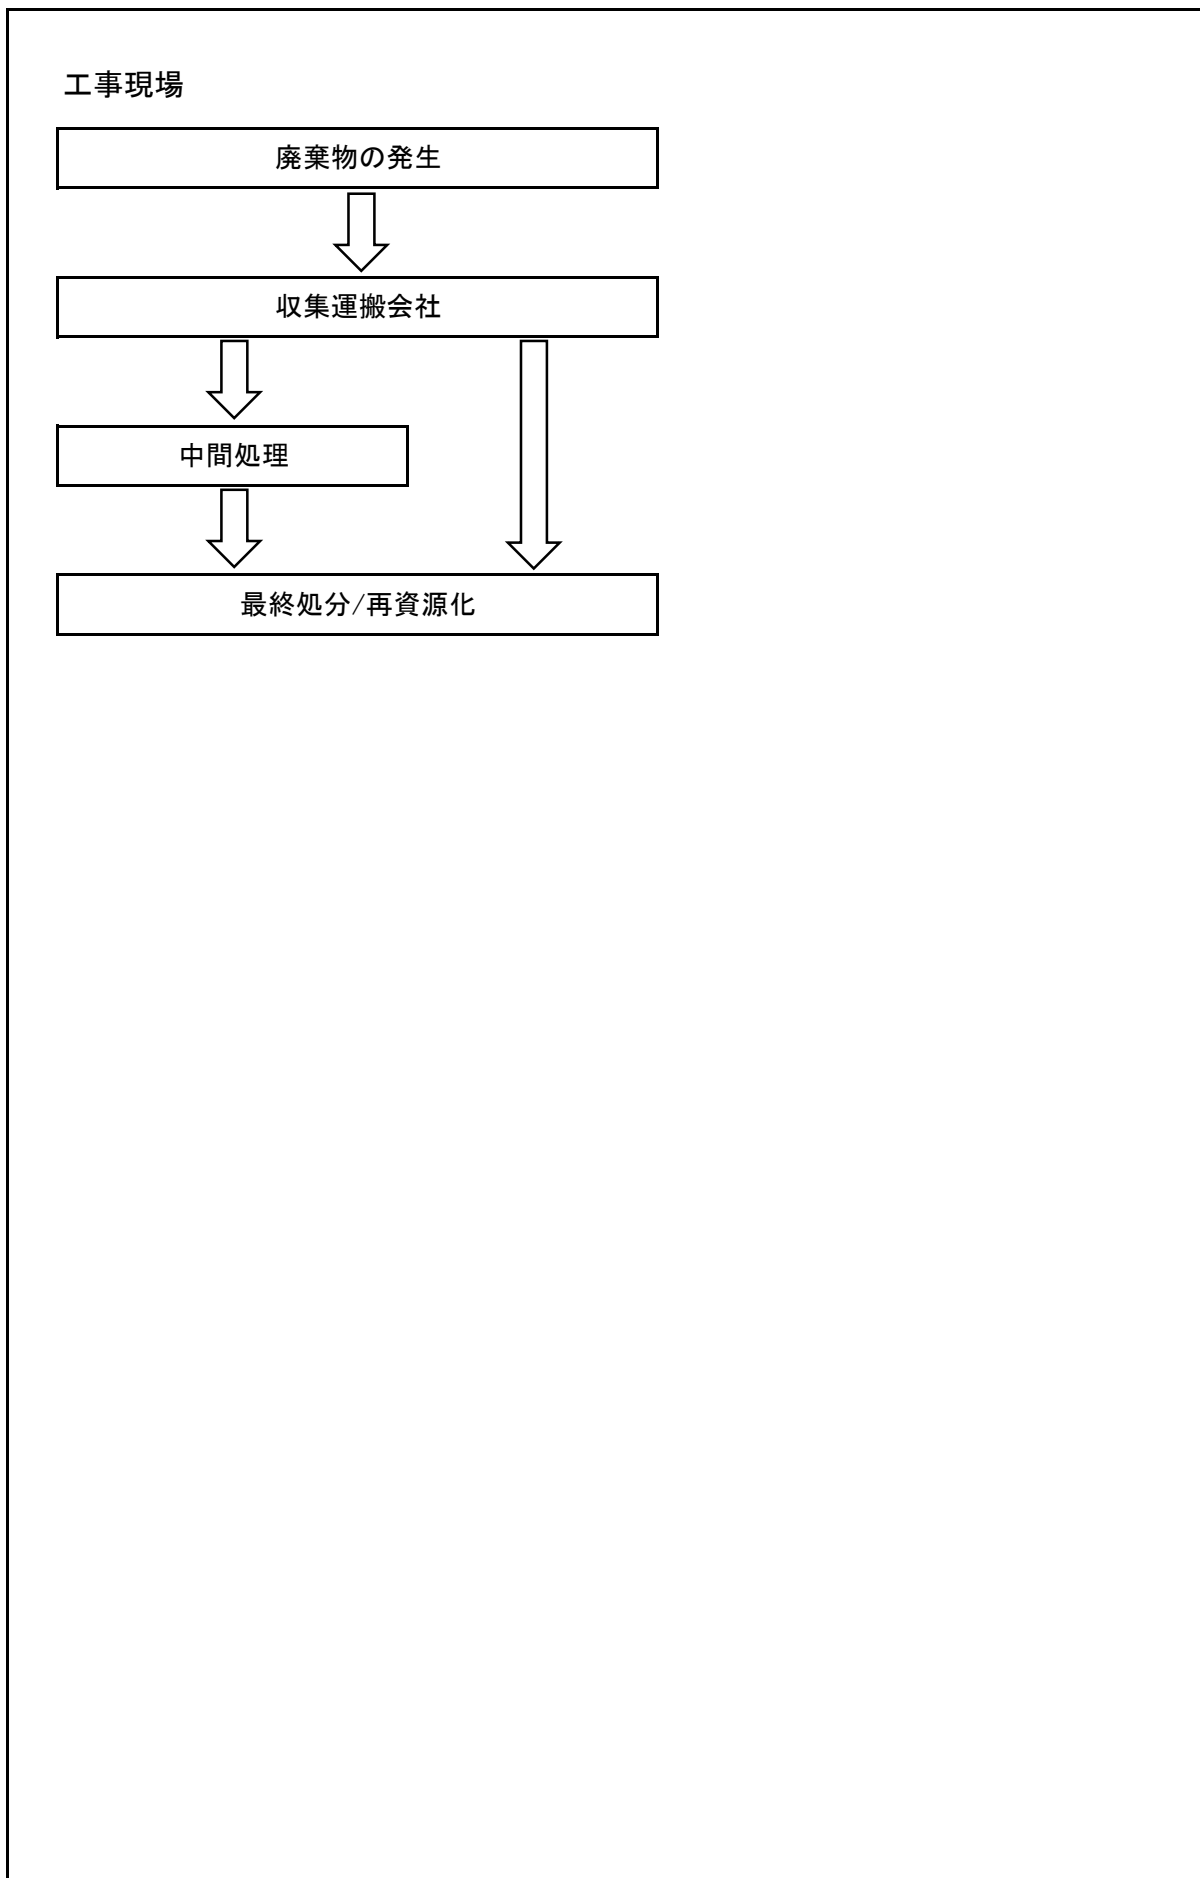 工事現場
廃棄物の発生
収集運搬会社
中間処理
最終処分/再資源化